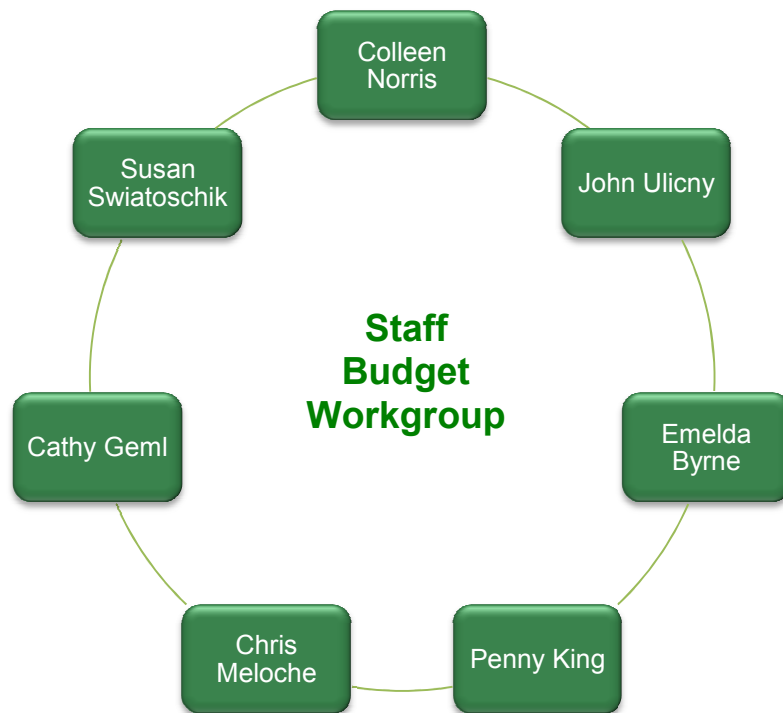 Colleen
Norris
John Ulicny
Susan
Swiatoschik
Staff
Budget
Workgroup
Emelda
Byrne
Cathy Geml
Penny King
Chris
Meloche